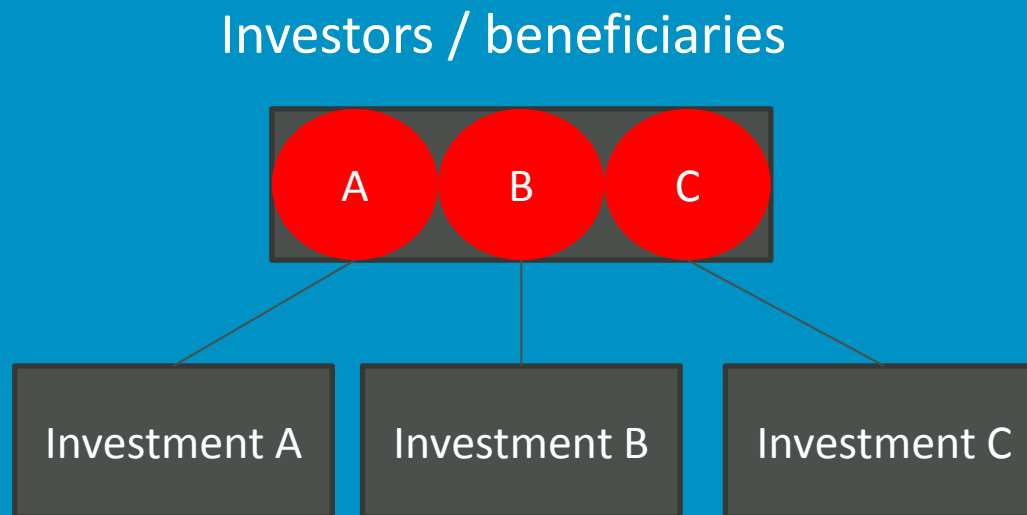 Investors / beneficiaries
A B C
Investment A Investment B Investment C